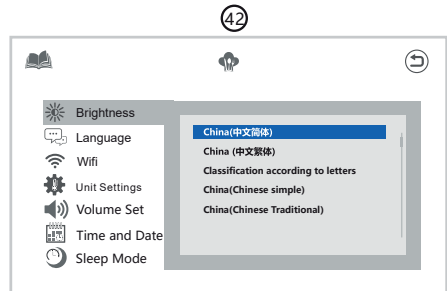 42
Brightness
Language
Wifi
Unit Settings
Volume Set
Time and Date
Sleep Mode
China(中文简体)
China (中文繁体)
Classification according to letters
China(Chinese simple)
China(Chinese Traditional)